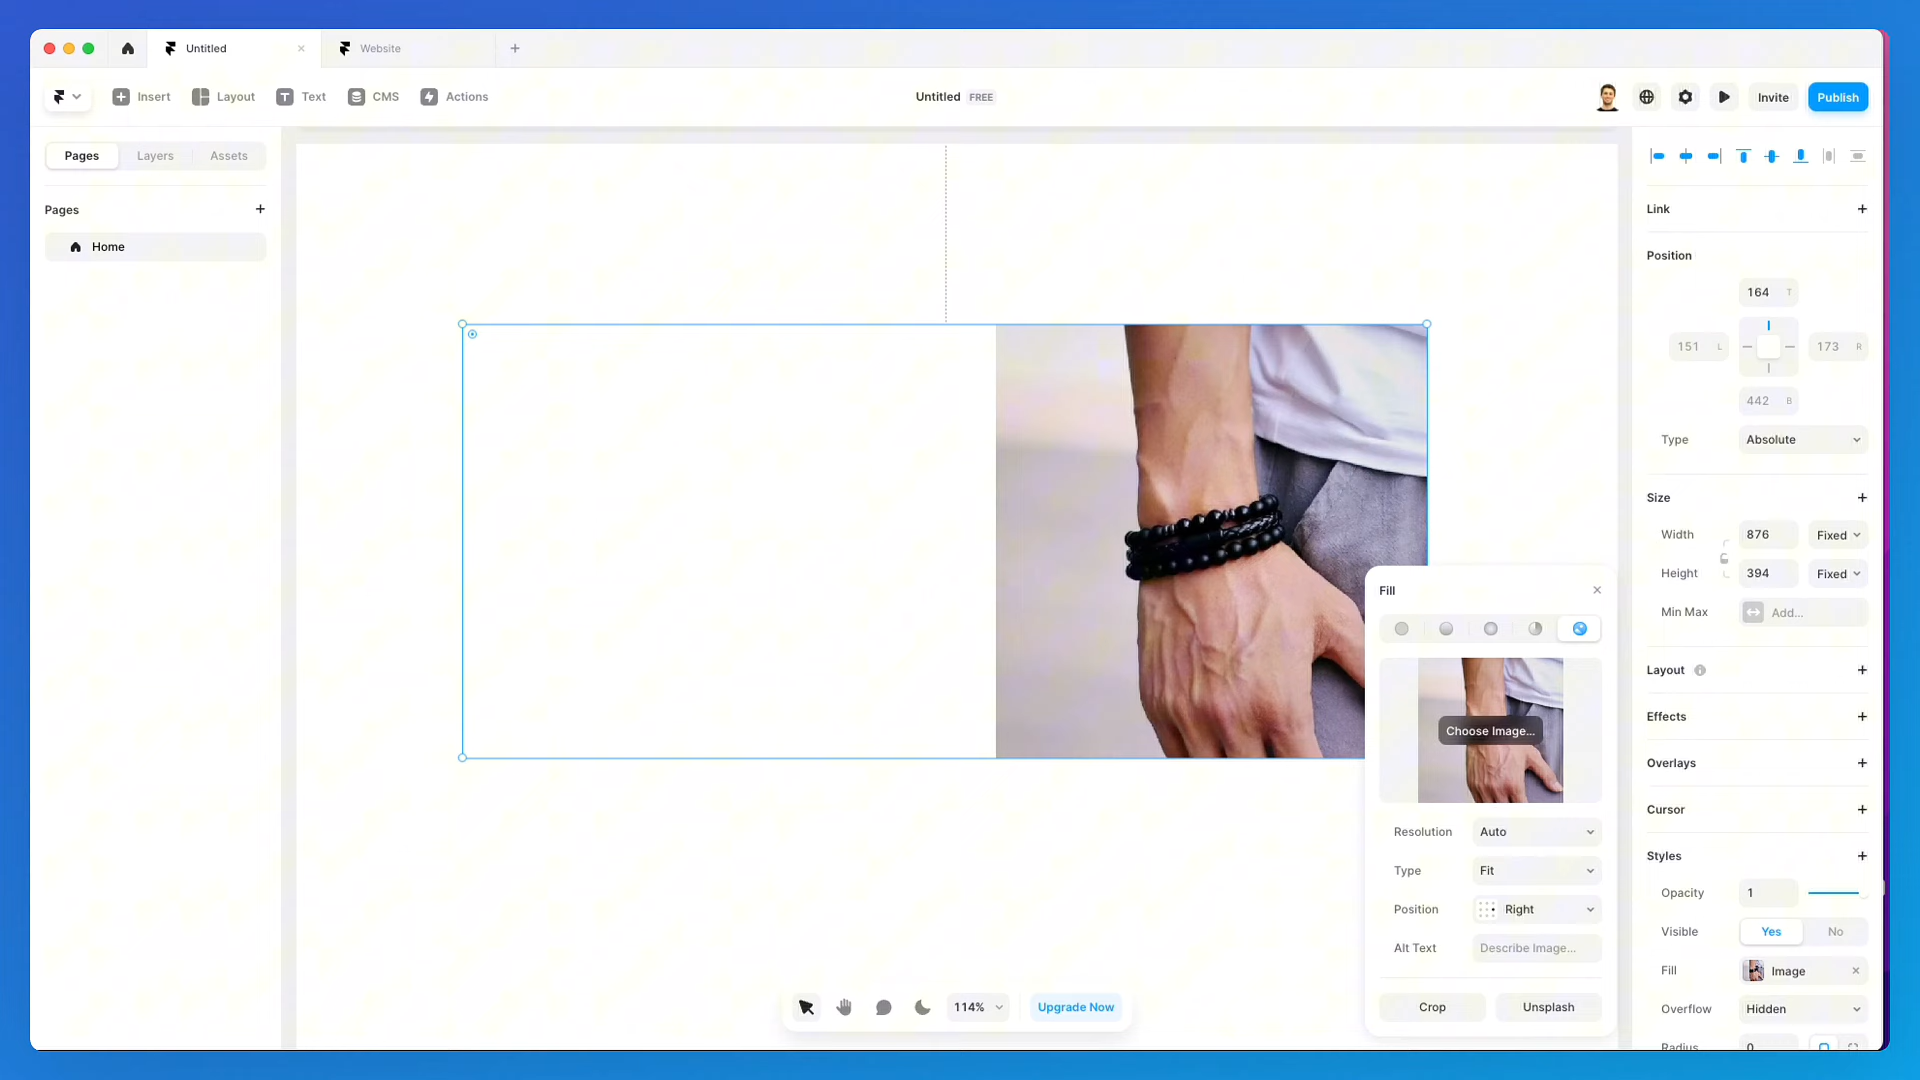 Untitled
Website
Insert
Layout
Text
CMS
Actions
Untitled FREE
Invite
Publish
Pages
Layers
Assets
Pages
Home
Link
Position
164 T
151 L
173 R
442 B
Type
Absolute
Size
Width
876
Fixed
Height
394
Fixed
Min Max
Add...
Layout
Effects
Overlays
Cursor
Styles
Opacity
1
Visible
Yes
No
Fill
Image
Overflow
Hidden
Radius
0
Fill
Choose Image...
Resolution
Auto
Type
Fit
Position
Right
Alt Text
Describe Image...
Crop
Unsplash
114%
Upgrade Now